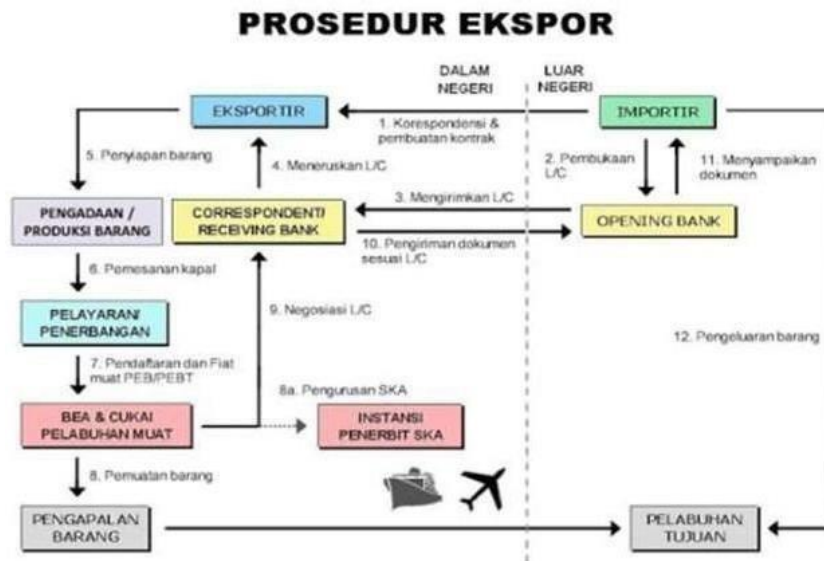 PROSEDUR EKSPOR
DALAM
NEGERI
LUAR
NEGERI
EKSPORTIR
IMPORTIR
1. Korespondensi &
pembuatan kontrak
5. Penyiapan barang
4. Meneruskan L/C
2. Pembukaan
L/C
11. Menyampaikan
dokumen
3. Mengirimkan L/C
PENGADAAN /
PRODUKSI BARANG
CORRESPONDENT/
RECEIVING BANK
OPENING BANK
10. Pengiriman dokumen
sesuai L/C
6. Pemesanan kapal
PELAYARAN/
PENERBANGAN
9. Negosiasi L/C
12. Pengeluaran barang
7. Pendaftaran dan Fiat
muat PEB/PEBT
8a. Pengurusan SKA
BEA & CUKAI
PELABUHAN MUAT
INSTANSI
PENERBIT SKA
8. Pemuatan barang
PENGAPALAN
BARANG
PELABUHAN
TUJUAN